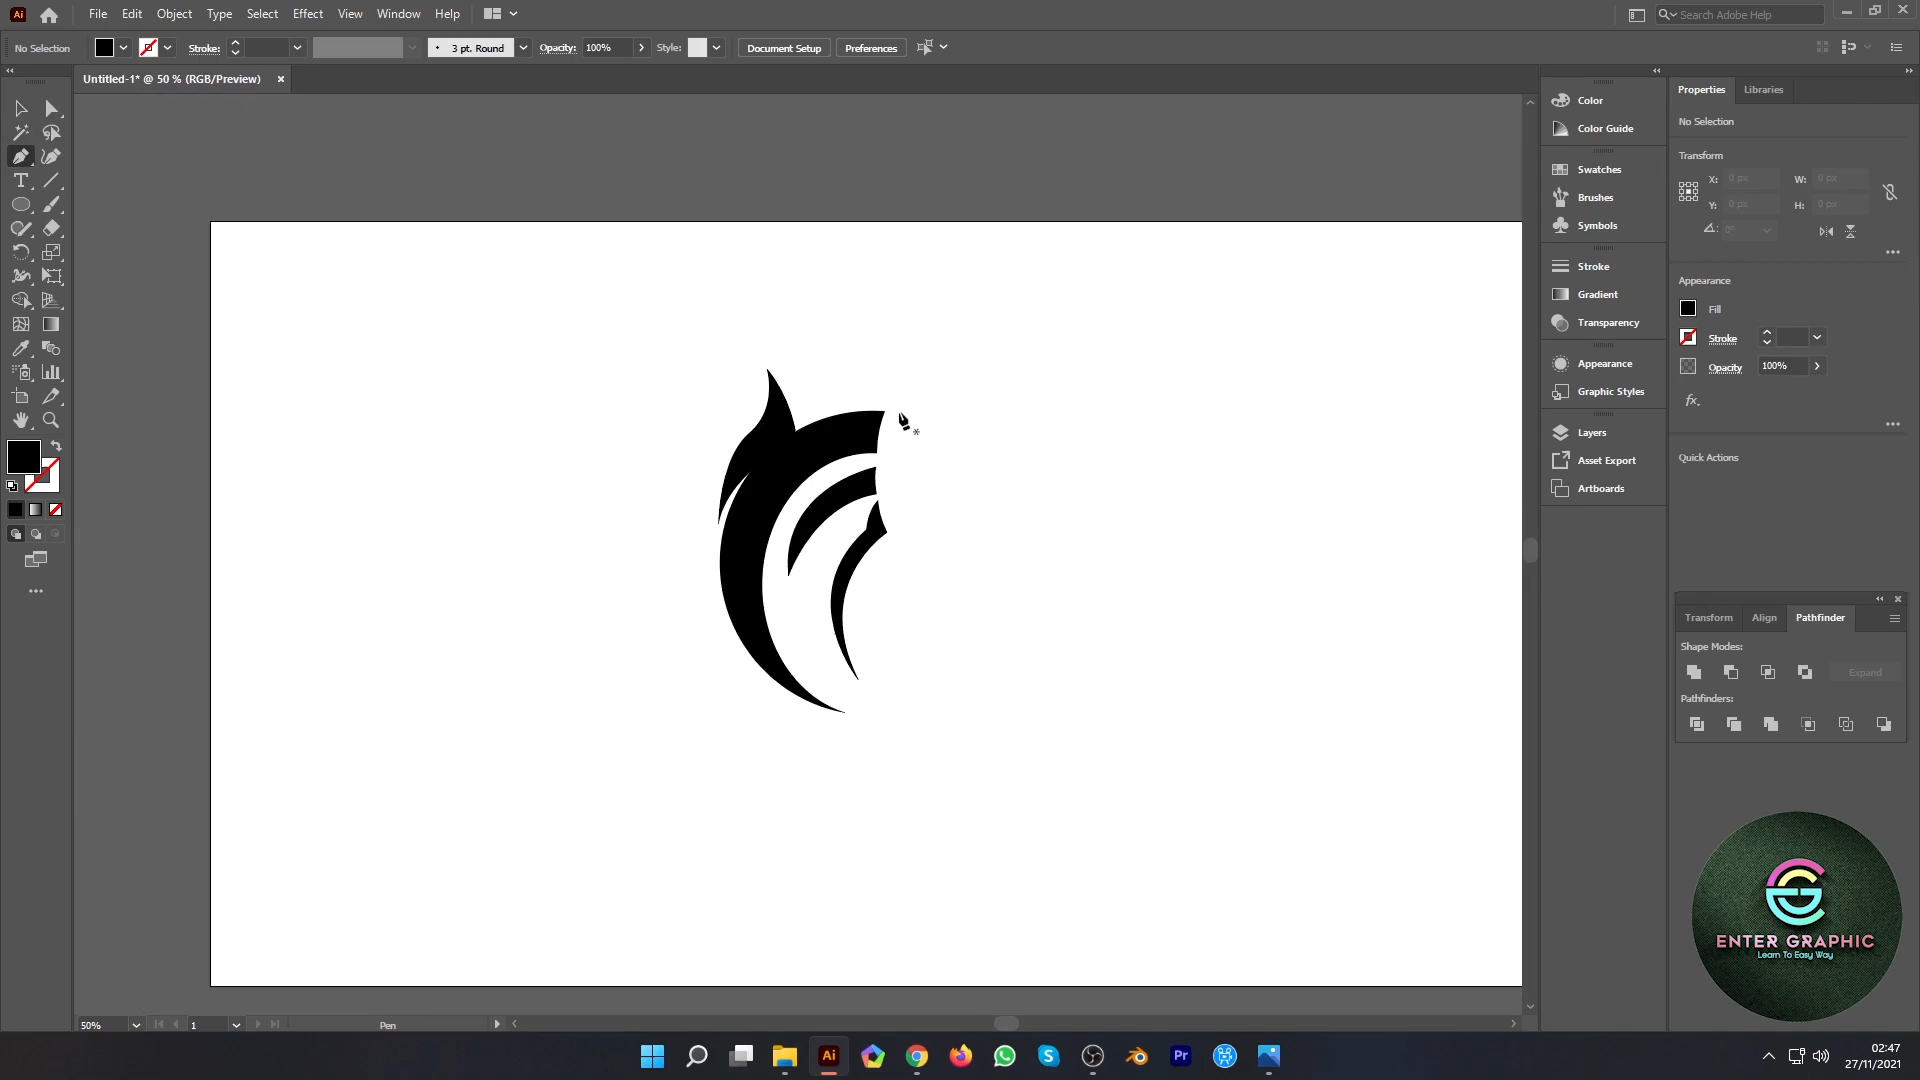 Ai File Edit Object Type Select Effect View Window Help Search Adobe Help
No Selection Stroke: 3 pt. Round Opacity: 100% Style: Document Setup Preferences
Untitled-1* @ 50 % (RGB/Preview)
Color
Color Guide
Swatches
Brushes
Symbols
Stroke
Gradient
Transparency
Appearance
Graphic Styles
Layers
Asset Export
Artboards
Properties Libraries
No Selection
Transform
X: 0 px W: 0 px
Y: 0 px H: 0 px
0°
Appearance
Fill
Stroke
Opacity 100%
fx.
Quick Actions
Transform Align Pathfinder
Shape Modes:
Expand
Pathfinders:
ENTER GRAPHIC
Learn To Easy Way
50% 1 Pen
Ai Pr
02:47
27/11/2021